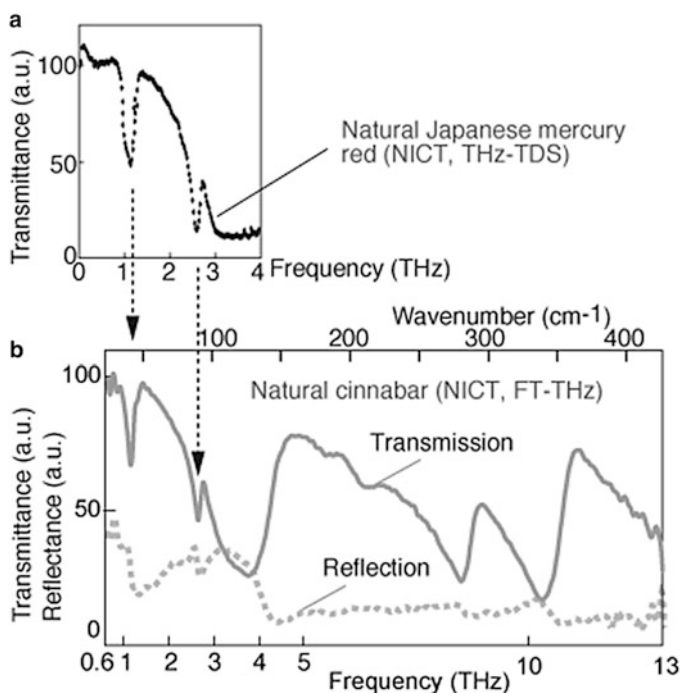 a
Transmittance (a.u.)
100
50
0
0 1 2 3 4
Frequency (THz)
Natural Japanese mercury
red (NICT, THz-TDS)
Wavenumber (cm-1)
100 200 300 400
b
Transmittance (a.u.)
Reflectance (a.u.)
100
50
0
Natural cinnabar (NICT, FT-THz)
Transmission
Reflection
0.6 1 2 3 4 5 10 13
Frequency (THz)